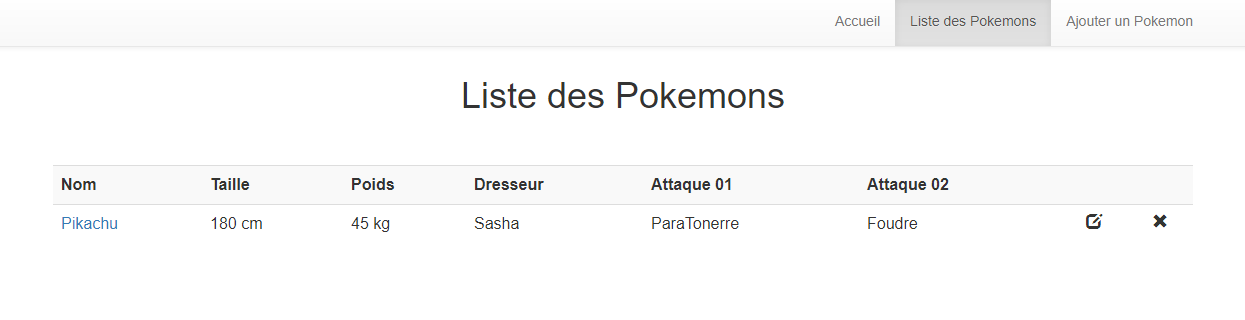 Accueil Liste des Pokemons Ajouter un Pokemon
Liste des Pokemons
Nom Taille Poids Dresseur Attaque 01 Attaque 02
Pikachu 180 cm 45 kg Sasha ParaTonerre Foudre